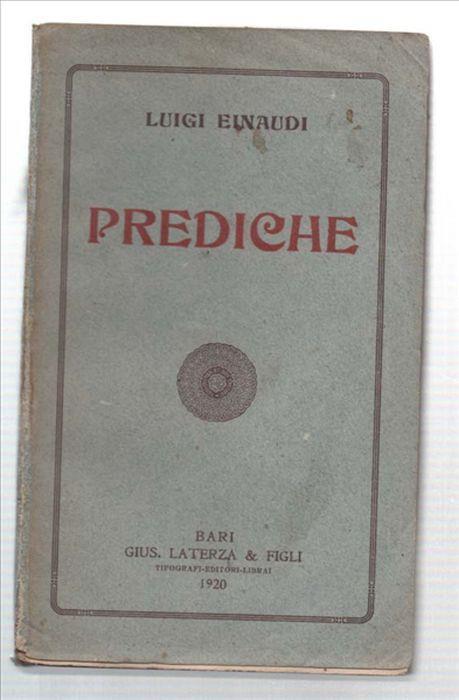 LUIGI EINAUDI
PREDICHE
BARI
GIUS. LATERZA & FIGLI
TIPOGRAFI-EDITORI-LIBRAI
1920